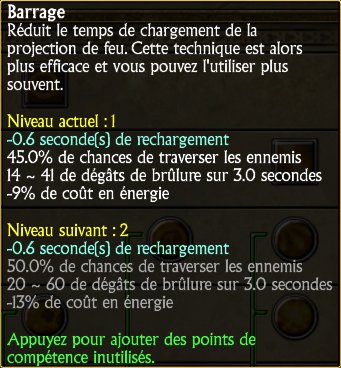 Barrage
Réduit le temps de chargement de la
projection de feu. Cette technique est alors
plus efficace et vous pouvez l'utiliser plus
souvent.
Niveau actuel : 1
-0.6 seconde(s) de rechargement
45.0% de chances de traverser les ennemis
14 ~ 41 de dégâts de brûlure sur 3.0 secondes
-9% de coût en énergie
Niveau suivant : 2
-0.6 seconde(s) de rechargement
50.0% de chances de traverser les ennemis
20 ~ 60 de dégâts de brûlure sur 3.0 secondes
-13% de coût en énergie
Appuyez pour ajouter des points de
compétence inutilisés.